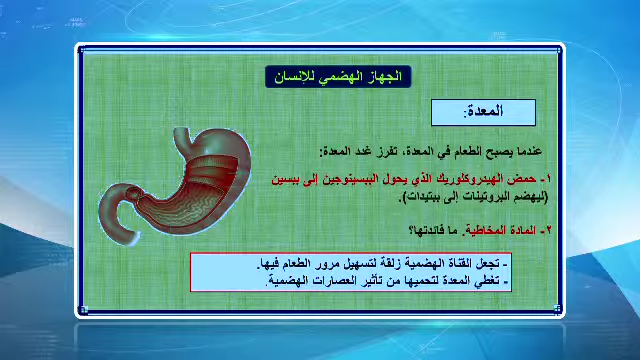 الجهاز الهضمي للإنسان
المعدة:
عندما يصبح الطعام في المعدة، تفرز غدد المعدة:
١- حمض الهيدروكلوريك الذي يحول الببسينوجين إلى ببسين
(ليهضم البروتينات إلى ببتيدات).
٢- المادة المخاطية. ما فائدتها؟
- تجعل القناة الهضمية زلقة لتسهيل مرور الطعام فيها.
- تغطي المعدة لتحميها من تأثير العصارات الهضمية.